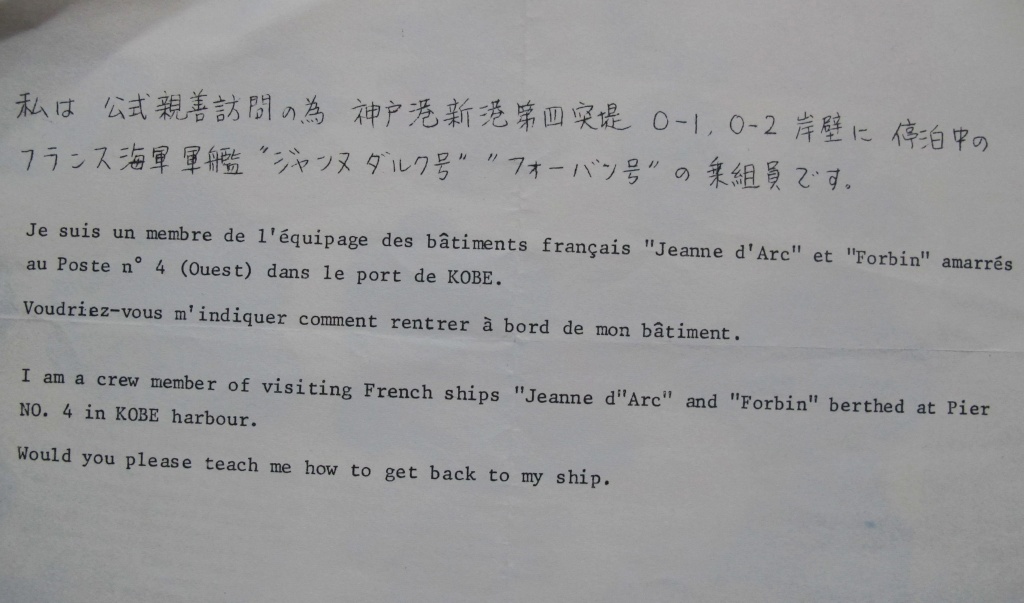 私は 公式親善訪問の為 神戸港新港第四突堤 0-1, 0-2 岸壁に 停泊中の
フランス海軍軍艦 "ジャンヌダルク号" "フォーバン号" の 乗組員です。
Je suis un membre de l'équipage des bâtiments français "Jeanne d'Arc" et "Forbin" amarrés
au Poste n° 4 (Ouest) dans le port de KOBE.
Voudriez-vous m'indiquer comment rentrer à bord de mon bâtiment.
I am a crew member of visiting French ships "Jeanne d"Arc" and "Forbin" berthed at Pier
NO. 4 in KOBE harbour.
Would you please teach me how to get back to my ship.